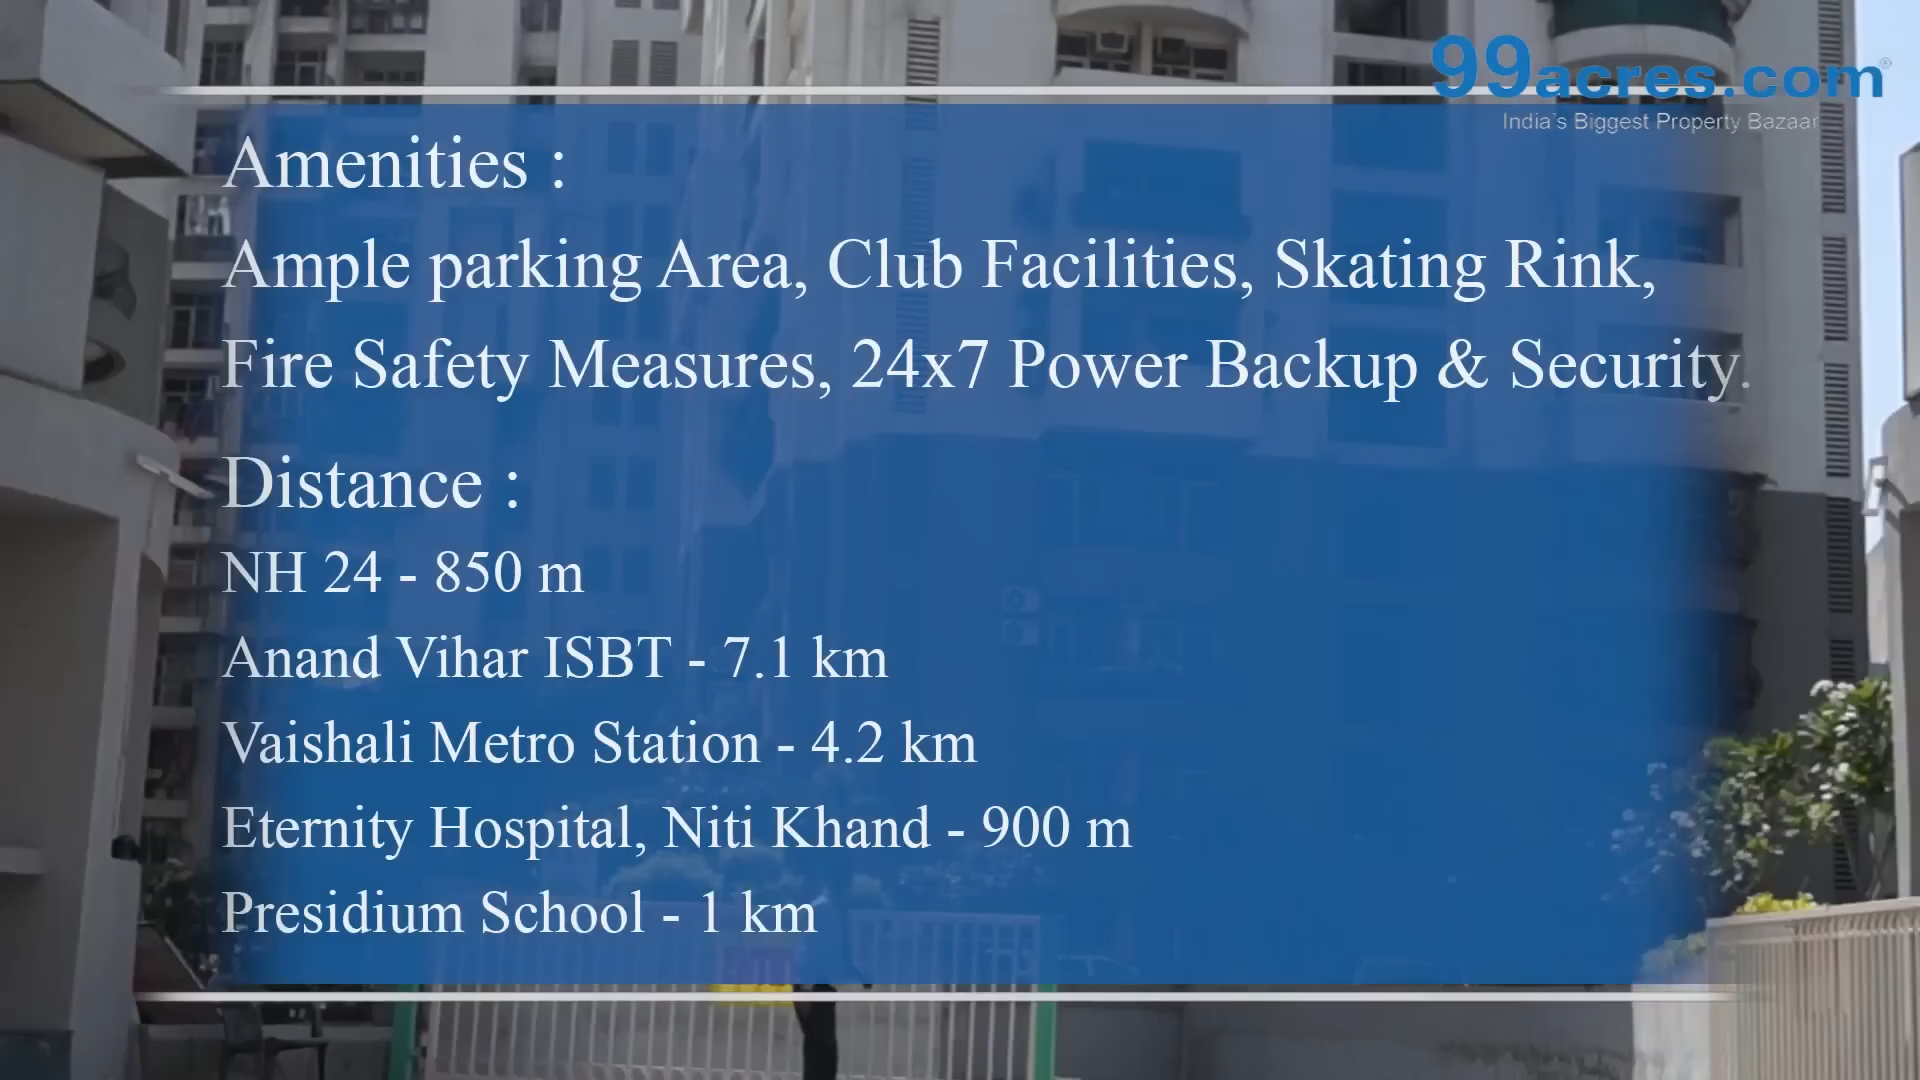 99acres.com
India's Biggest Property Bazaar
Amenities :
Ample parking Area, Club Facilities, Skating Rink,
Fire Safety Measures, 24x7 Power Backup & Security.
Distance :
NH 24 - 850 m
Anand Vihar ISBT - 7.1 km
Vaishali Metro Station - 4.2 km
Eternity Hospital, Niti Khand - 900 m
Presidium School - 1 km